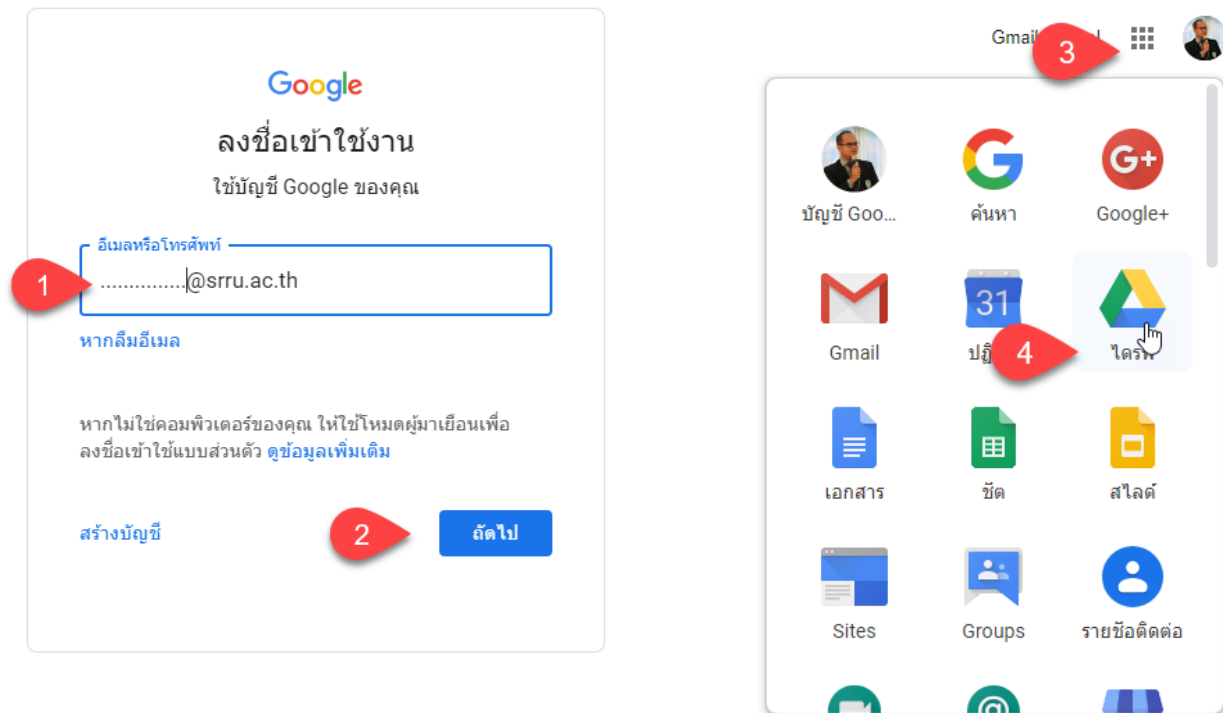 Google
ลงชื่อเข้าใช้งาน
ใช้บัญชี Google ของคุณ
อีเมลหรือโทรศัพท์
1
...............@srru.ac.th
หากลืมอีเมล
หากไม่ใช่คอมพิวเตอร์ของคุณ ให้ใช้โหมดผู้มาเยือนเพื่อ
ลงชื่อเข้าใช้แบบส่วนตัว ดูข้อมูลเพิ่มเติม
สร้างบัญชี
2
ถัดไป
Gmail
3
บัญชี Goo...
ค้นหา
G+
Google+
31
Gmail
4
ไดรฟ์
เอกสาร
ชีต
สไลด์
Sites
Groups
รายชื่อติดต่อ
@